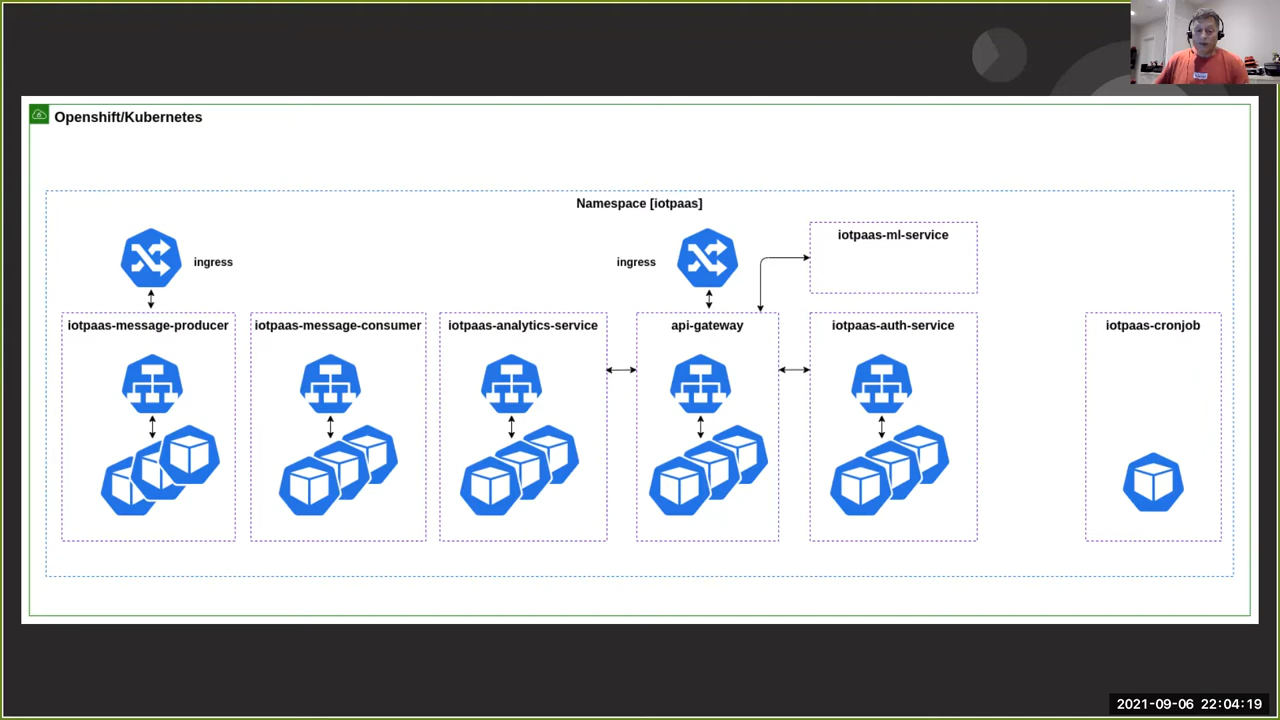 Openshift/Kubernetes
Namespace [iotpaas]
ingress
ingress
iotpaas-ml-service
iotpaas-message-producer
iotpaas-message-consumer
iotpaas-analytics-service
api-gateway
iotpaas-auth-service
iotpaas-cronjob
2021-09-06 22:04:19